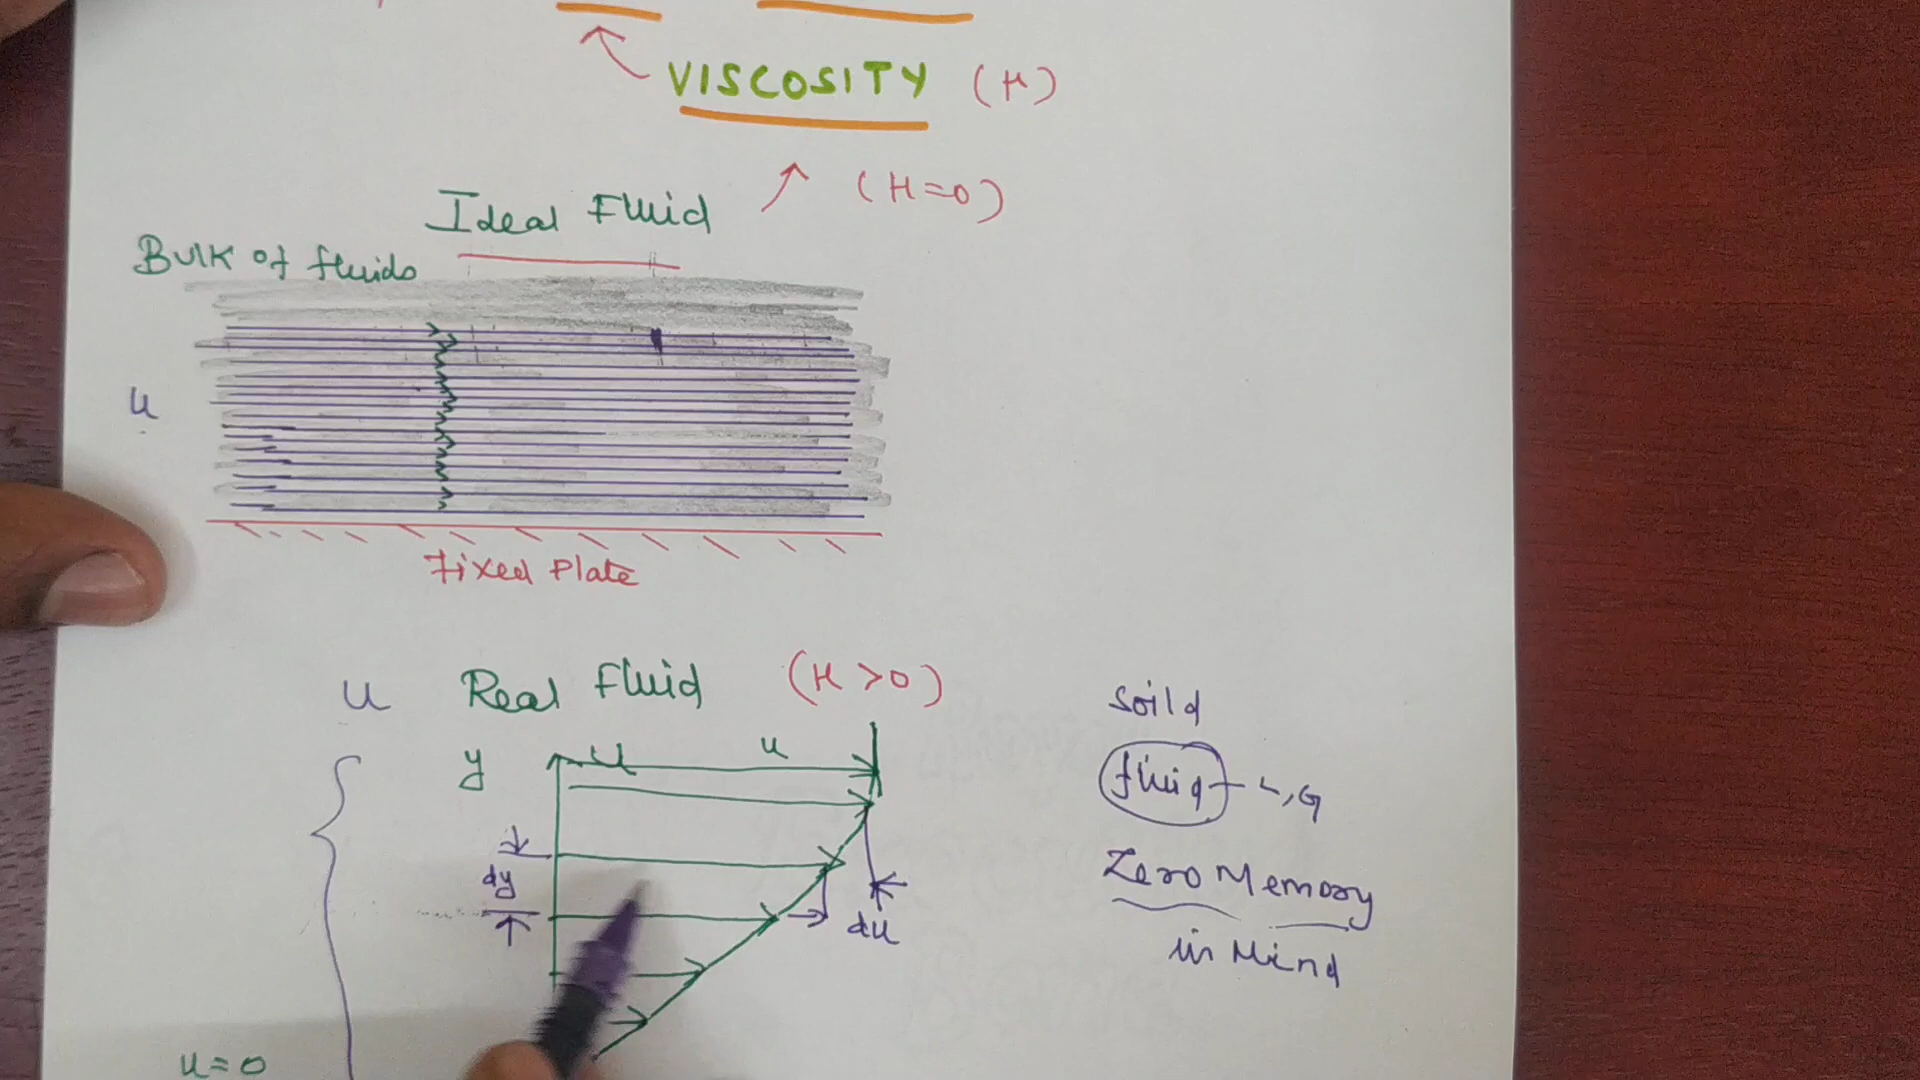 VISCOSITY (μ)
Ideal Fluid (μ=0)
Bulk of fluids
u
Fixed Plate
u Real Fluid (μ>0)
y u u
dy
du
u=0
Soild
fluid - L, G
Zero Memory
in Mind